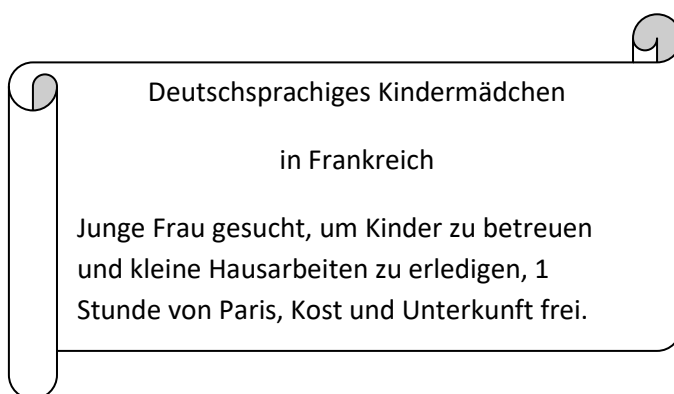 Deutschsprachiges Kindermädchen
in Frankreich
Junge Frau gesucht, um Kinder zu betreuen
und kleine Hausarbeiten zu erledigen, 1
Stunde von Paris, Kost und Unterkunft frei.